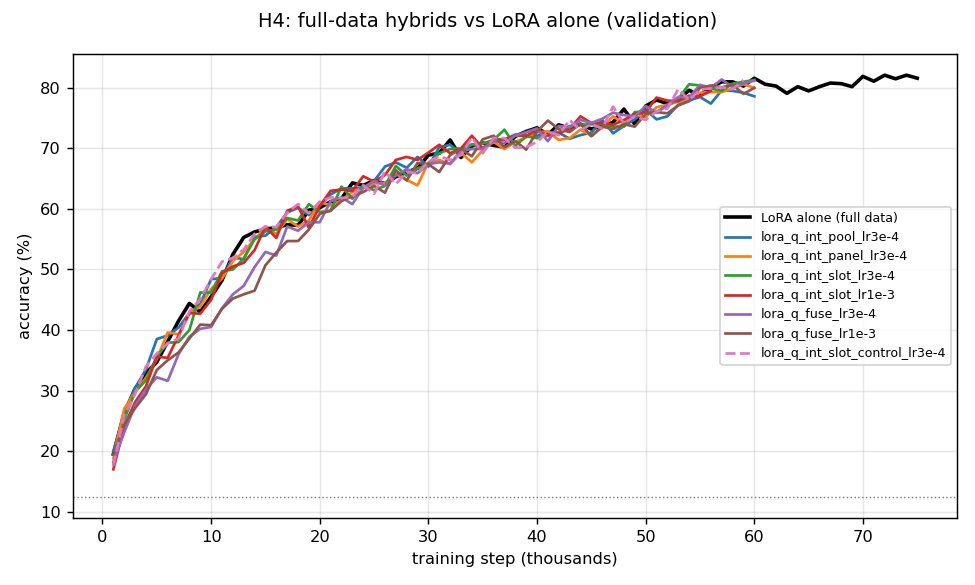 H4: full-data hybrids vs LoRA alone (validation)
accuracy (%)
80
70
60
50
40
30
20
10
LoRA alone (full data)
lora_q_int_pool_lr3e-4
lora_q_int_panel_lr3e-4
lora_q_int_slot_lr3e-4
lora_q_int_slot_lr1e-3
lora_q_fuse_lr3e-4
lora_q_fuse_lr1e-3
lora_q_int_slot_control_lr3e-4
0 10 20 30 40 50 60 70
training step (thousands)